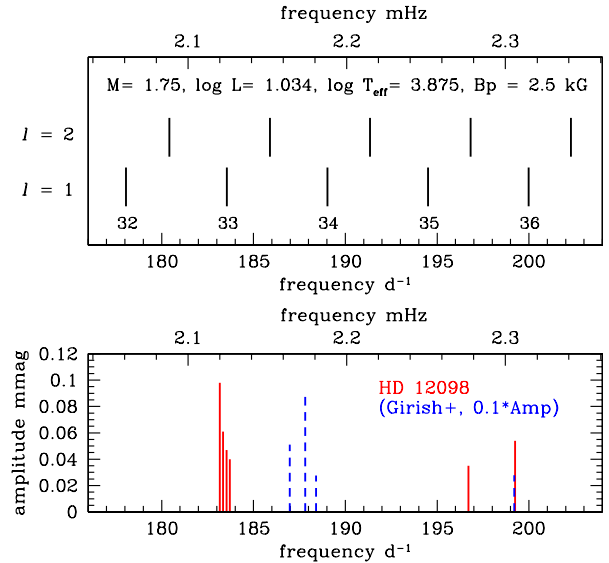 frequency mHz
2.1 2.2 2.3
M= 1.75, log L= 1.034, log Teff= 3.875, Bp = 2.5 kG
l = 2
l = 1
32 33 34 35 36
180 185 190 195 200
frequency d⁻¹
frequency mHz
2.1 2.2 2.3
0.12
0.1
0.08
0.06
0.04
0.02
0
amplitude mmag
HD 12098
(Girish+, 0.1*Amp)
180 185 190 195 200
frequency d⁻¹